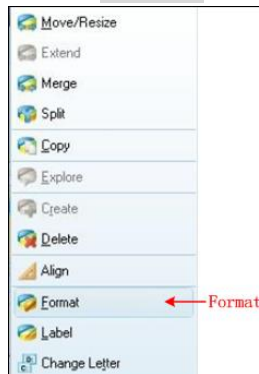 Move/Resize
Extend
Merge
Split
Copy
Explore
Create
Delete
Align
Format
Format
Label
Change Letter